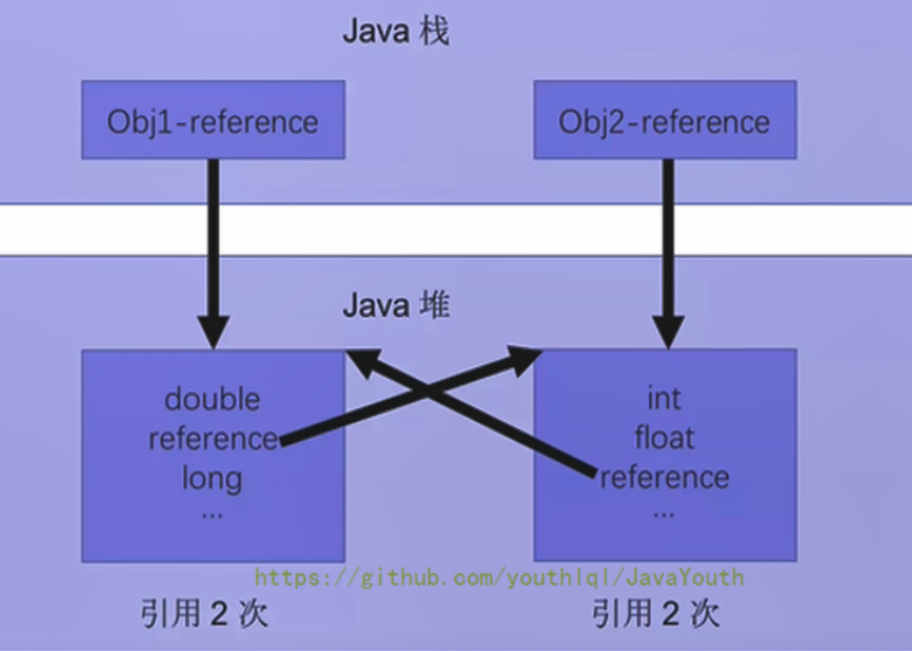 Java 栈
Obj1-reference
Obj2-reference
Java 堆
double
reference
long
...
int
float
reference
...
https://github.com/youthlql/JavaYouth
引用 2 次
引用 2 次